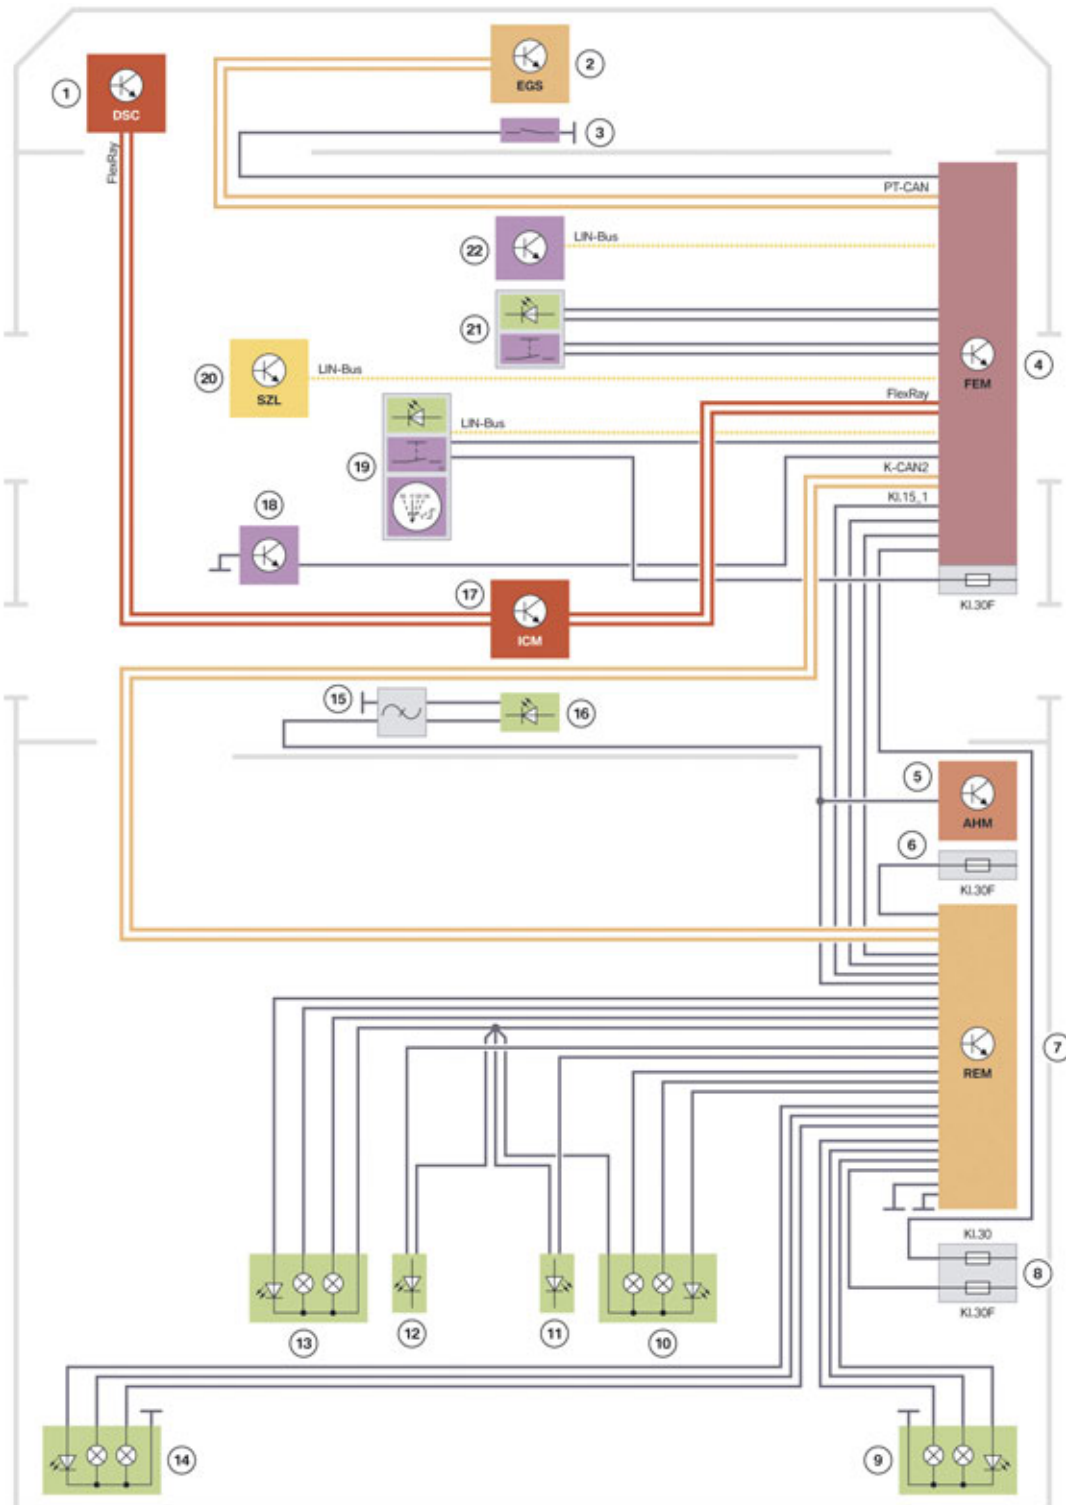 1
DSC
EGS
2
3
FlexRay
PT-CAN
22
LIN-Bus
21
FEM
4
20
SZL
LIN-Bus
FlexRay
LIN-Bus
19
K-CAN2
Kl.15_1
18
17
ICM
Kl.30F
15
16
5
AHM
6
Kl.30F
REM
7
Kl.30
8
Kl.30F
13
12
11
10
14
9